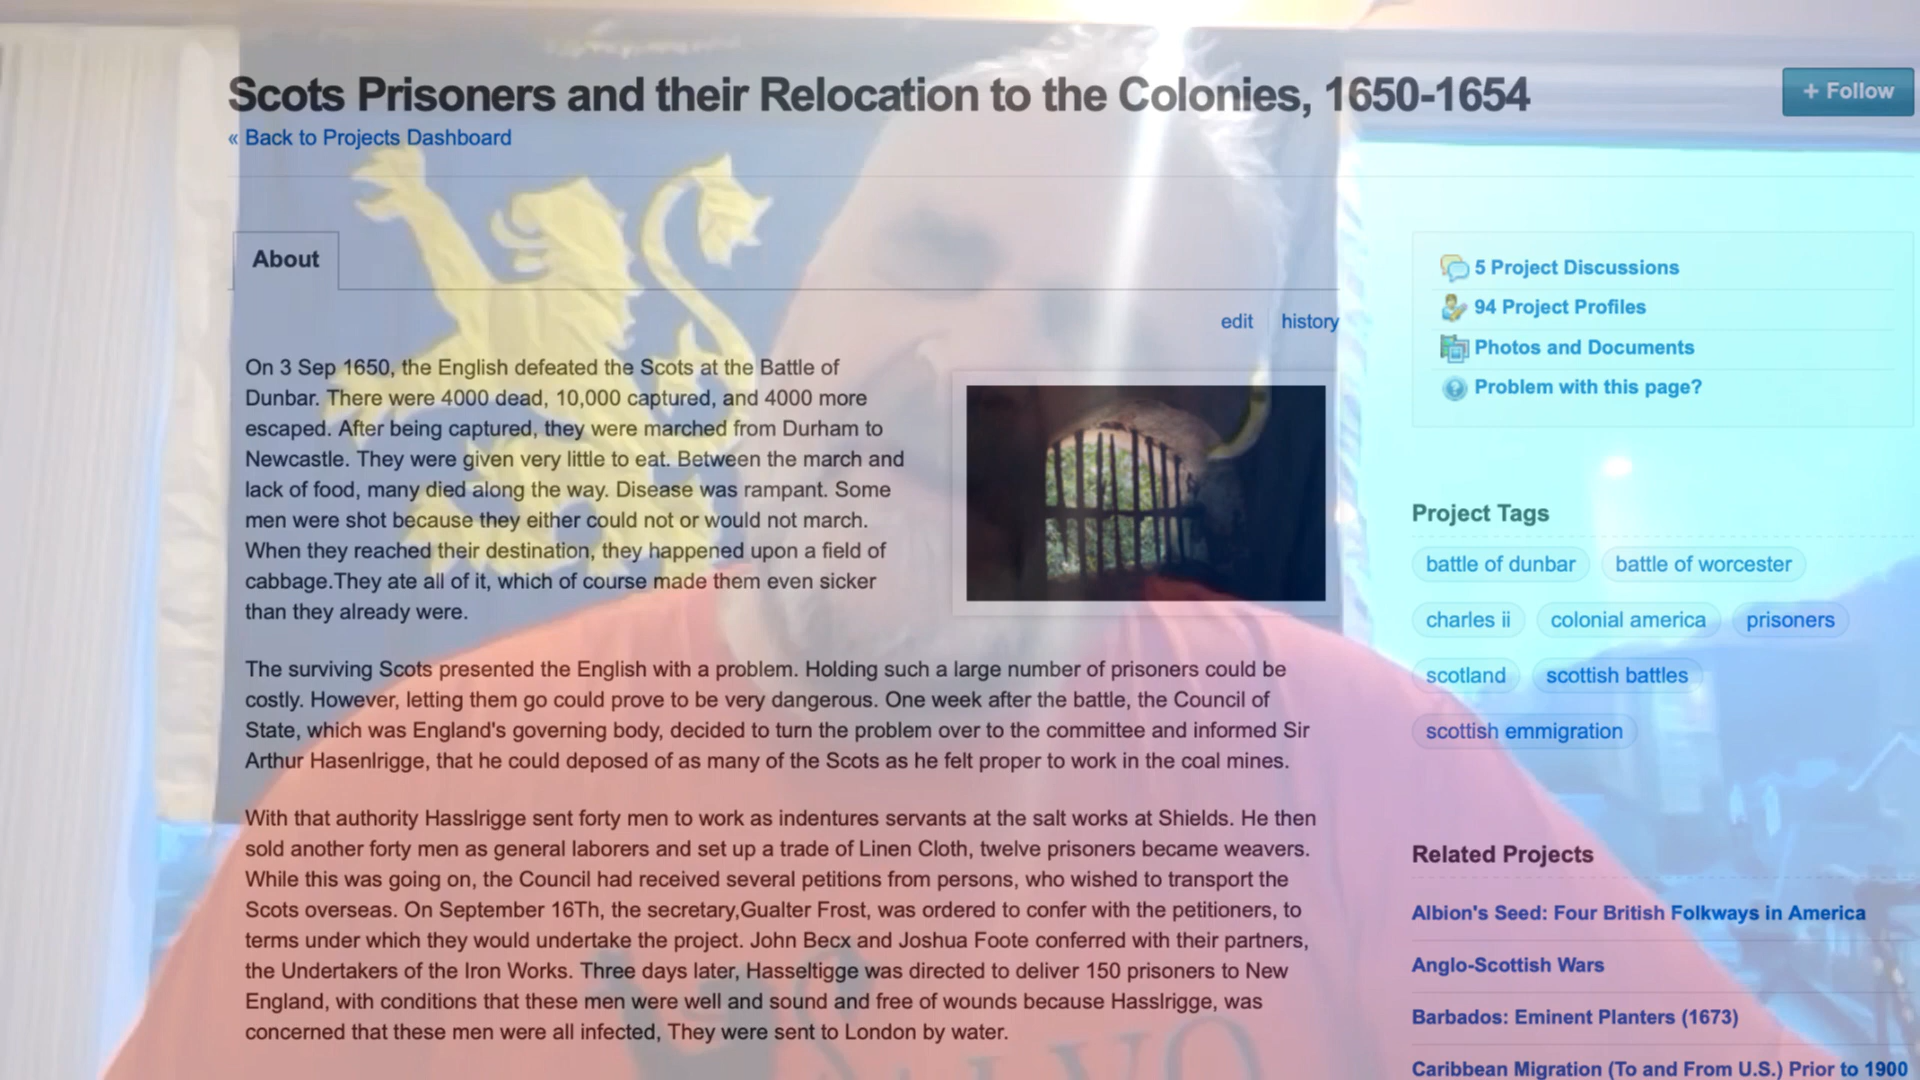 Scots Prisoners and their Relocation to the Colonies, 1650-1654
+ Follow
« Back to Projects Dashboard
About
edit history
On 3 Sep 1650, the English defeated the Scots at the Battle of
Dunbar. There were 4000 dead, 10,000 captured, and 4000 more
escaped. After being captured, they were marched from Durham to
Newcastle. They were given very little to eat. Between the march and
lack of food, many died along the way. Disease was rampant. Some
men were shot because they either could not or would not march.
When they reached their destination, they happened upon a field of
cabbage.They ate all of it, which of course made them even sicker
than they already were.
The surviving Scots presented the English with a problem. Holding such a large number of prisoners could be
costly. However, letting them go could prove to be very dangerous. One week after the battle, the Council of
State, which was England's governing body, decided to turn the problem over to the committee and informed Sir
Arthur Hasenlrigge, that he could deposed of as many of the Scots as he felt proper to work in the coal mines.
With that authority Hasslrigge sent forty men to work as indentures servants at the salt works at Shields. He then
sold another forty men as general laborers and set up a trade of Linen Cloth, twelve prisoners became weavers.
While this was going on, the Council had received several petitions from persons, who wished to transport the
Scots overseas. On September 16Th, the secretary,Gualter Frost, was ordered to confer with the petitioners, to
terms under which they would undertake the project. John Becx and Joshua Foote conferred with their partners,
the Undertakers of the Iron Works. Three days later, Hasseltigge was directed to deliver 150 prisoners to New
England, with conditions that these men were well and sound and free of wounds because Hasslrigge, was
concerned that these men were all infected, They were sent to London by water.
5 Project Discussions
94 Project Profiles
Photos and Documents
Problem with this page?
Project Tags
battle of dunbar battle of worcester
charles ii colonial america prisoners
scotland scottish battles
scottish emmigration
Related Projects
Albion's Seed: Four British Folkways in America
Anglo-Scottish Wars
Barbados: Eminent Planters (1673)
Caribbean Migration (To and From U.S.) Prior to 1900